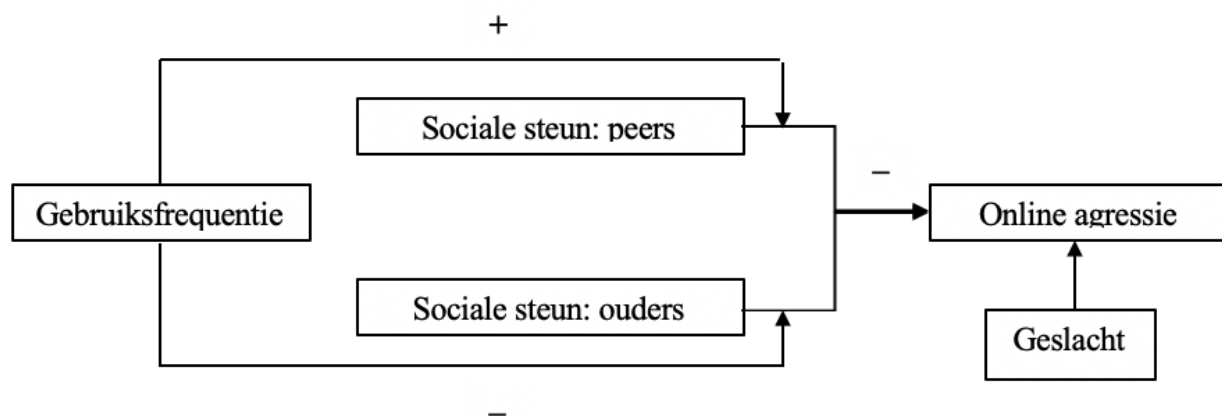 +
Sociale steun: peers
–
Gebruiksfrequentie
Online agressie
Sociale steun: ouders
Geslacht
–